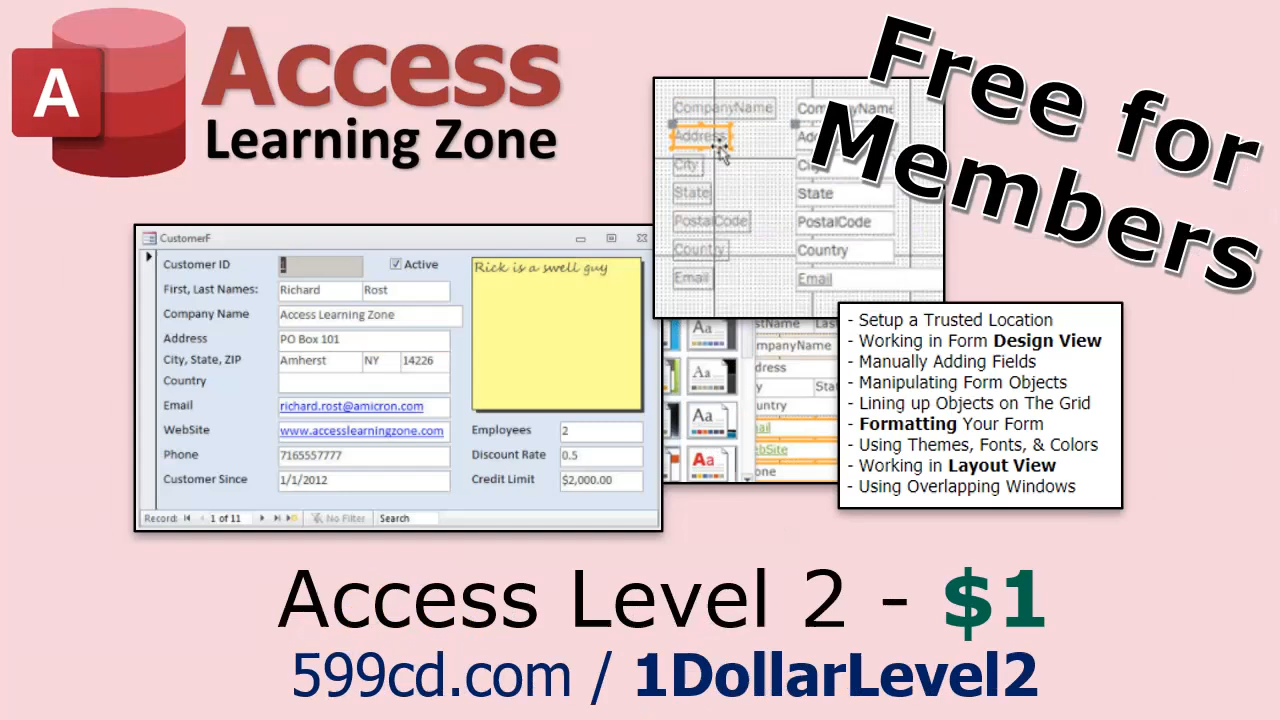 A
Access
Learning Zone
Free for
Members
CompanyName CompanyName
Address
City
State State
PostalCode PostalCode
Country Country
Email Email
CustomerF
Customer ID Active
First, Last Names: Richard Rost
Company Name Access Learning Zone
Address PO Box 101
City, State, ZIP Amherst NY 14226
Country
Email richard.rost@amicron.com
WebSite www.accesslearningzone.com
Phone 7165557777
Customer Since 1/1/2012
Rick is a swell guy
Employees 2
Discount Rate 0.5
Credit Limit $2,000.00
Record: 1 of 11 No Filter Search
Aa
Aa
Aa
Aa
- Setup a Trusted Location
- Working in Form Design View
- Manually Adding Fields
- Manipulating Form Objects
- Lining up Objects on The Grid
- Formatting Your Form
- Using Themes, Fonts, & Colors
- Working in Layout View
- Using Overlapping Windows
Access Level 2 - $1
599cd.com / 1DollarLevel2